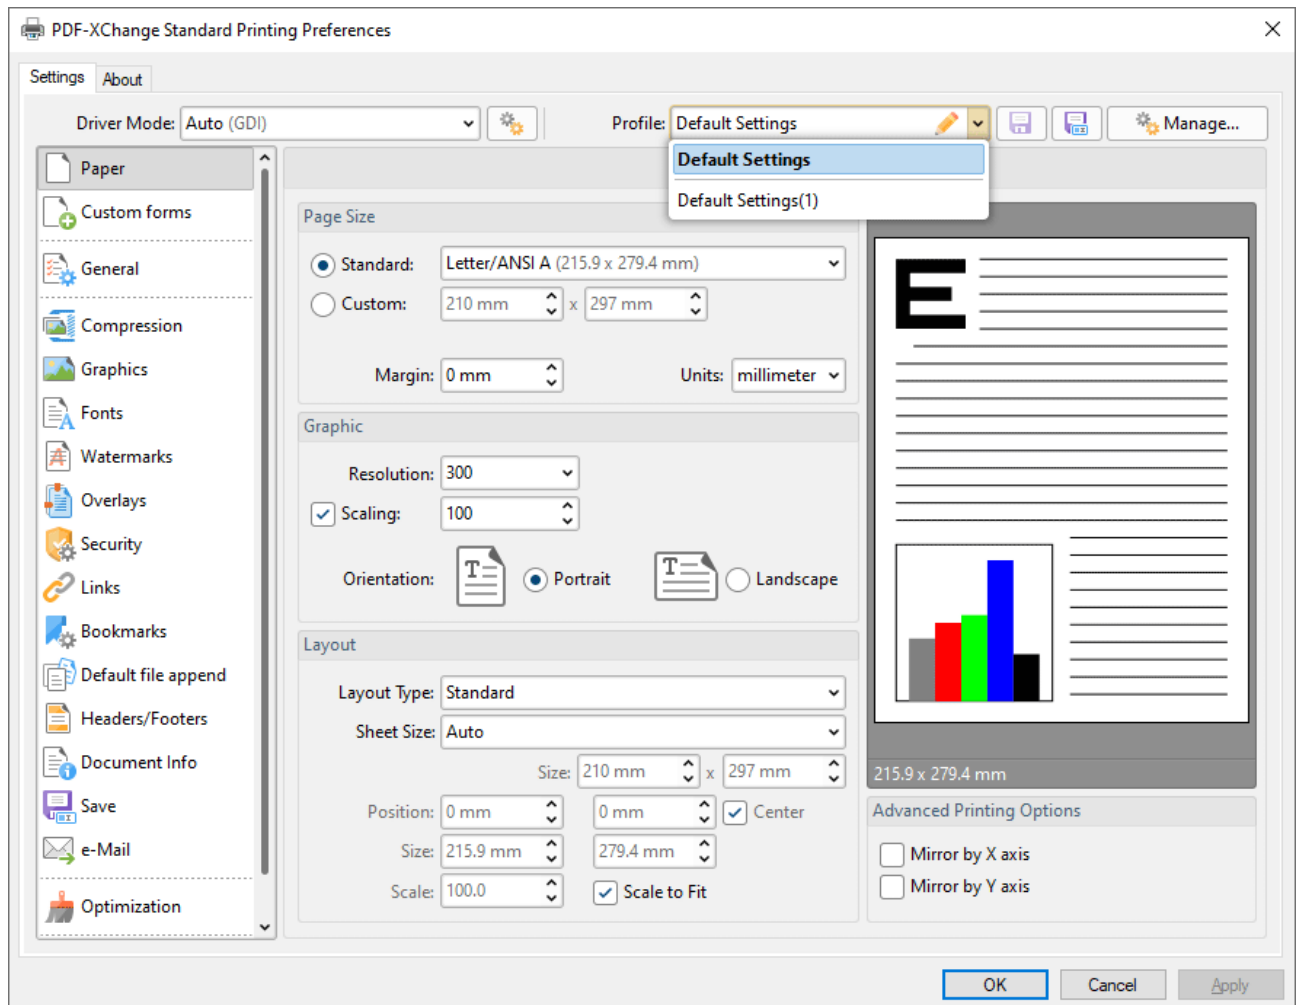 PDF-XChange Standard Printing Preferences
Settings About
Driver Mode: Auto (GDI) Profile: Default Settings Manage...
Default Settings
Default Settings(1)
Paper
Custom forms
General
Compression
Graphics
Fonts
Watermarks
Overlays
Security
Links
Bookmarks
Default file append
Headers/Footers
Document Info
Save
e-Mail
Optimization
Page Size
Standard: Letter/ANSI A (215.9 x 279.4 mm)
Custom: 210 mm x 297 mm
Margin: 0 mm Units: millimeter
Graphic
Resolution: 300
Scaling: 100
Orientation: T Portrait T Landscape
Layout
Layout Type: Standard
Sheet Size: Auto
Size: 210 mm x 297 mm
Position: 0 mm 0 mm Center
Size: 215.9 mm 279.4 mm
Scale: 100.0 Scale to Fit
E
215.9 x 279.4 mm
Advanced Printing Options
Mirror by X axis
Mirror by Y axis
OK Cancel Apply